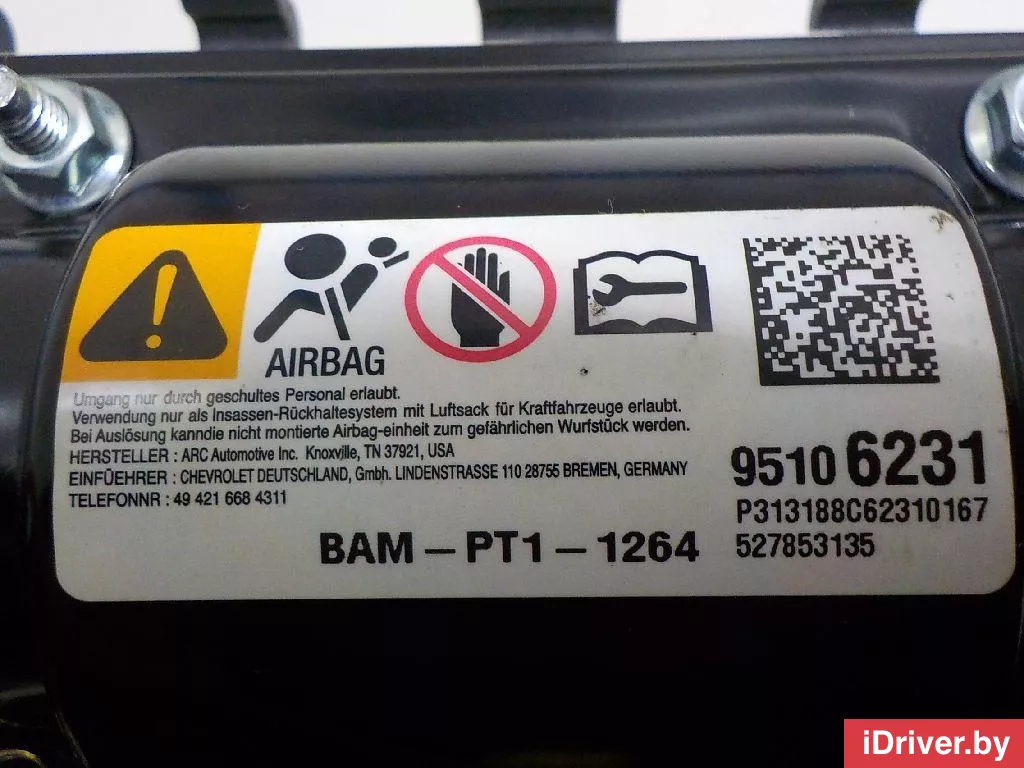 AIRBAG
Umgang nur durch geschultes Personal erlaubt.
Verwendung nur als Insassen-Rückhaltesystem mit Luftsack für Kraftfahrzeuge erlaubt.
Bei Auslösung kanndie nicht montierte Airbag-einheit zum gefährlichen Wurfstück werden.
HERSTELLER : ARC Automotive Inc. Knoxville, TN 37921, USA
EINFÜEHRER : CHEVROLET DEUTSCHLAND, Gmbh. LINDENSTRASSE 110 28755 BREMEN, GERMANY
TELEFONNR : 49 421 668 4311
BAM – PT1 – 1264
9510 6231
P313188C62310167
527853135
iDriver.by